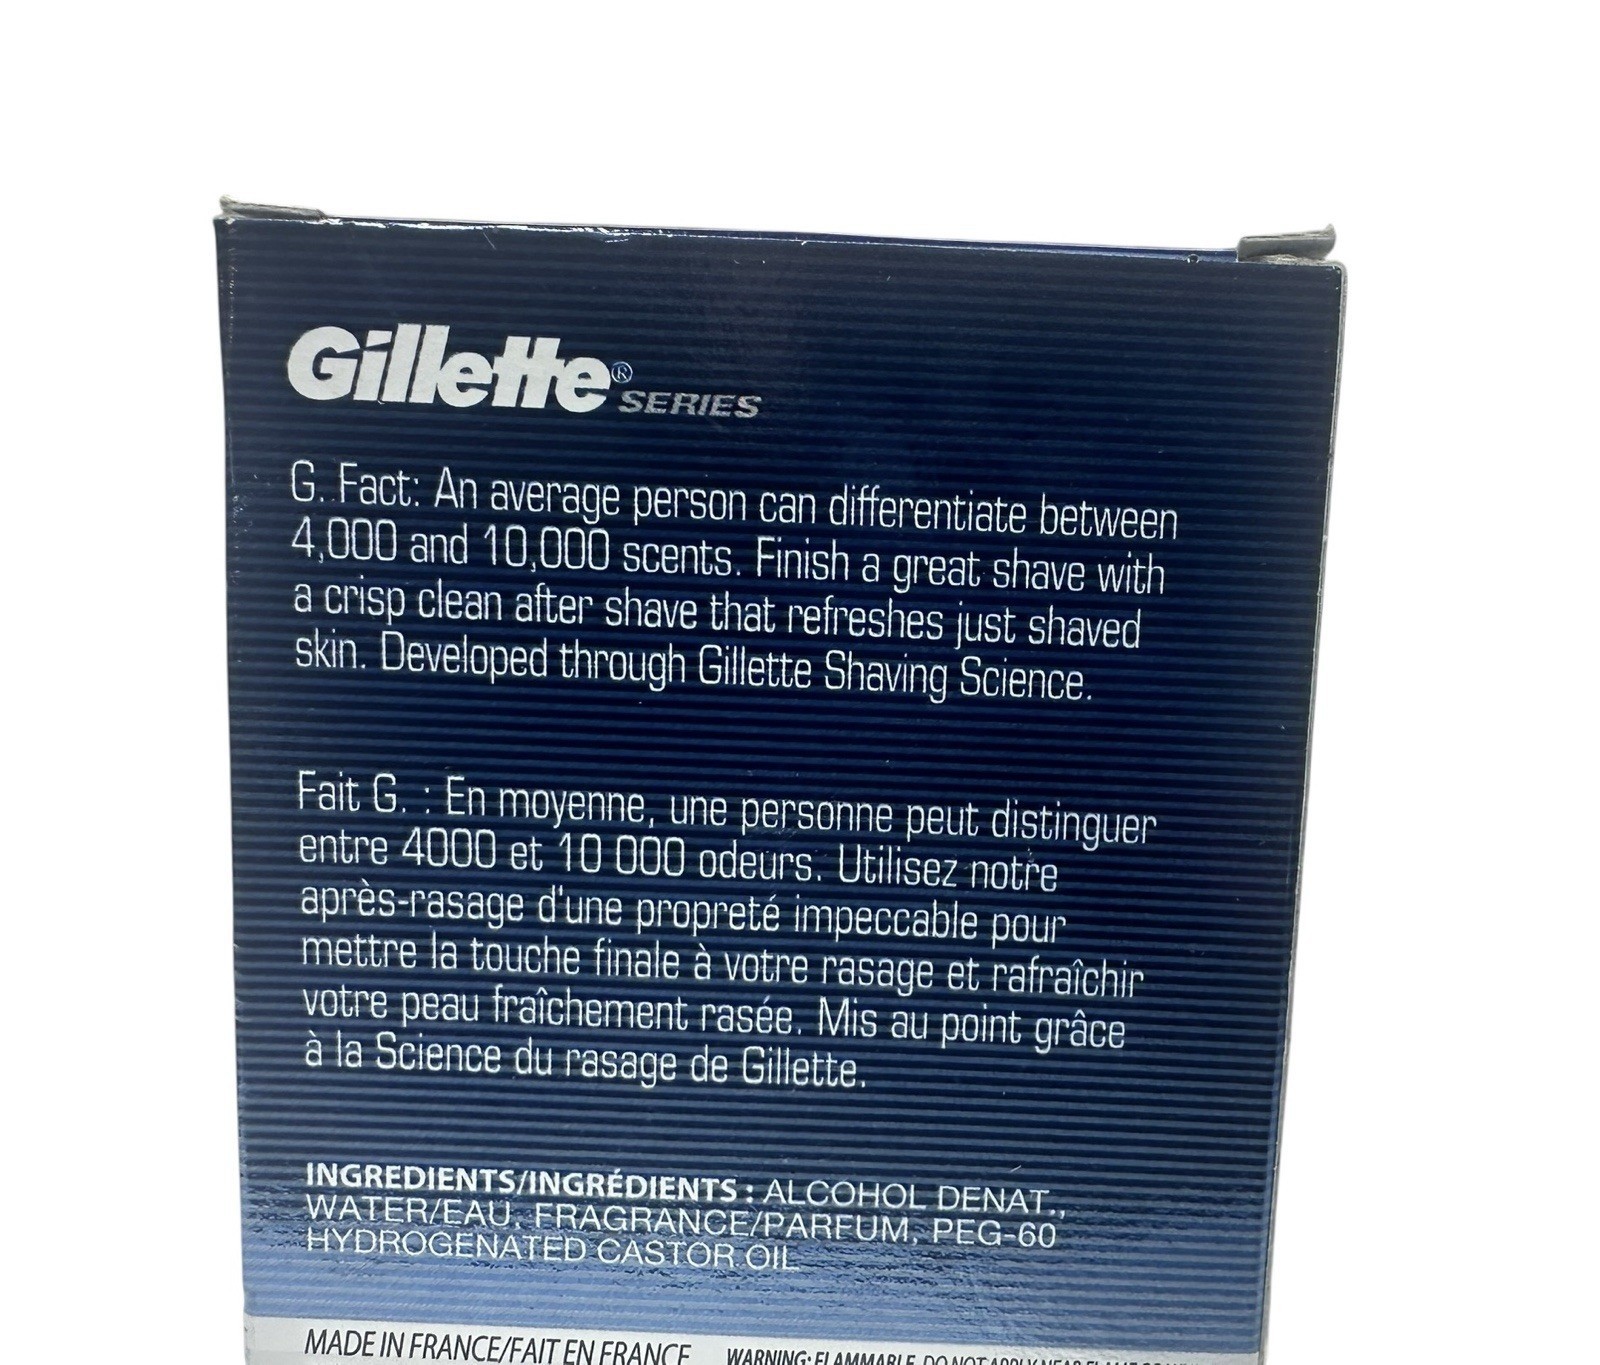 Gillette® SERIES
G. Fact: An average person can differentiate between
4,000 and 10,000 scents. Finish a great shave with
a crisp clean after shave that refreshes just shaved
skin. Developed through Gillette Shaving Science.
Fait G. : En moyenne, une personne peut distinguer
entre 4000 et 10 000 odeurs. Utilisez notre
après-rasage d'une propreté impeccable pour
mettre la touche finale à votre rasage et rafraîchir
votre peau fraîchement rasée. Mis au point grâce
à la Science du rasage de Gillette.
INGREDIENTS/INGRÉDIENTS : ALCOHOL DENAT.,
WATER/EAU, FRAGRANCE/PARFUM, PEG-60
HYDROGENATED CASTOR OIL
MADE IN FRANCE/FAIT EN FRANCE WARNING: FLAMMABLE. DO NOT APPLY NEAR FLAME